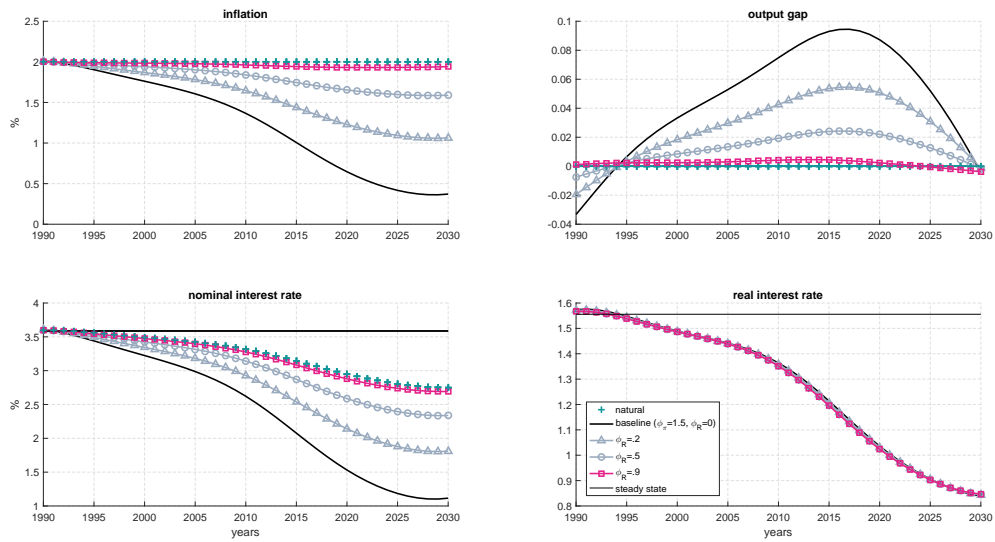 inflation
2.5
2
1.5
1
0.5
0
%
1990 1995 2000 2005 2010 2015 2020 2025 2030
output gap
0.1
0.08
0.06
0.04
0.02
0
-0.02
-0.04
1990 1995 2000 2005 2010 2015 2020 2025 2030
nominal interest rate
4
3.5
3
2.5
2
1.5
1
%
1990 1995 2000 2005 2010 2015 2020 2025 2030
years
real interest rate
1.6
1.5
1.4
1.3
1.2
1.1
1
0.9
0.8
natural
baseline (ϕπ=1.5, ϕR=0)
ϕR=.2
ϕR=.5
ϕR=.9
steady state
1990 1995 2000 2005 2010 2015 2020 2025 2030
years